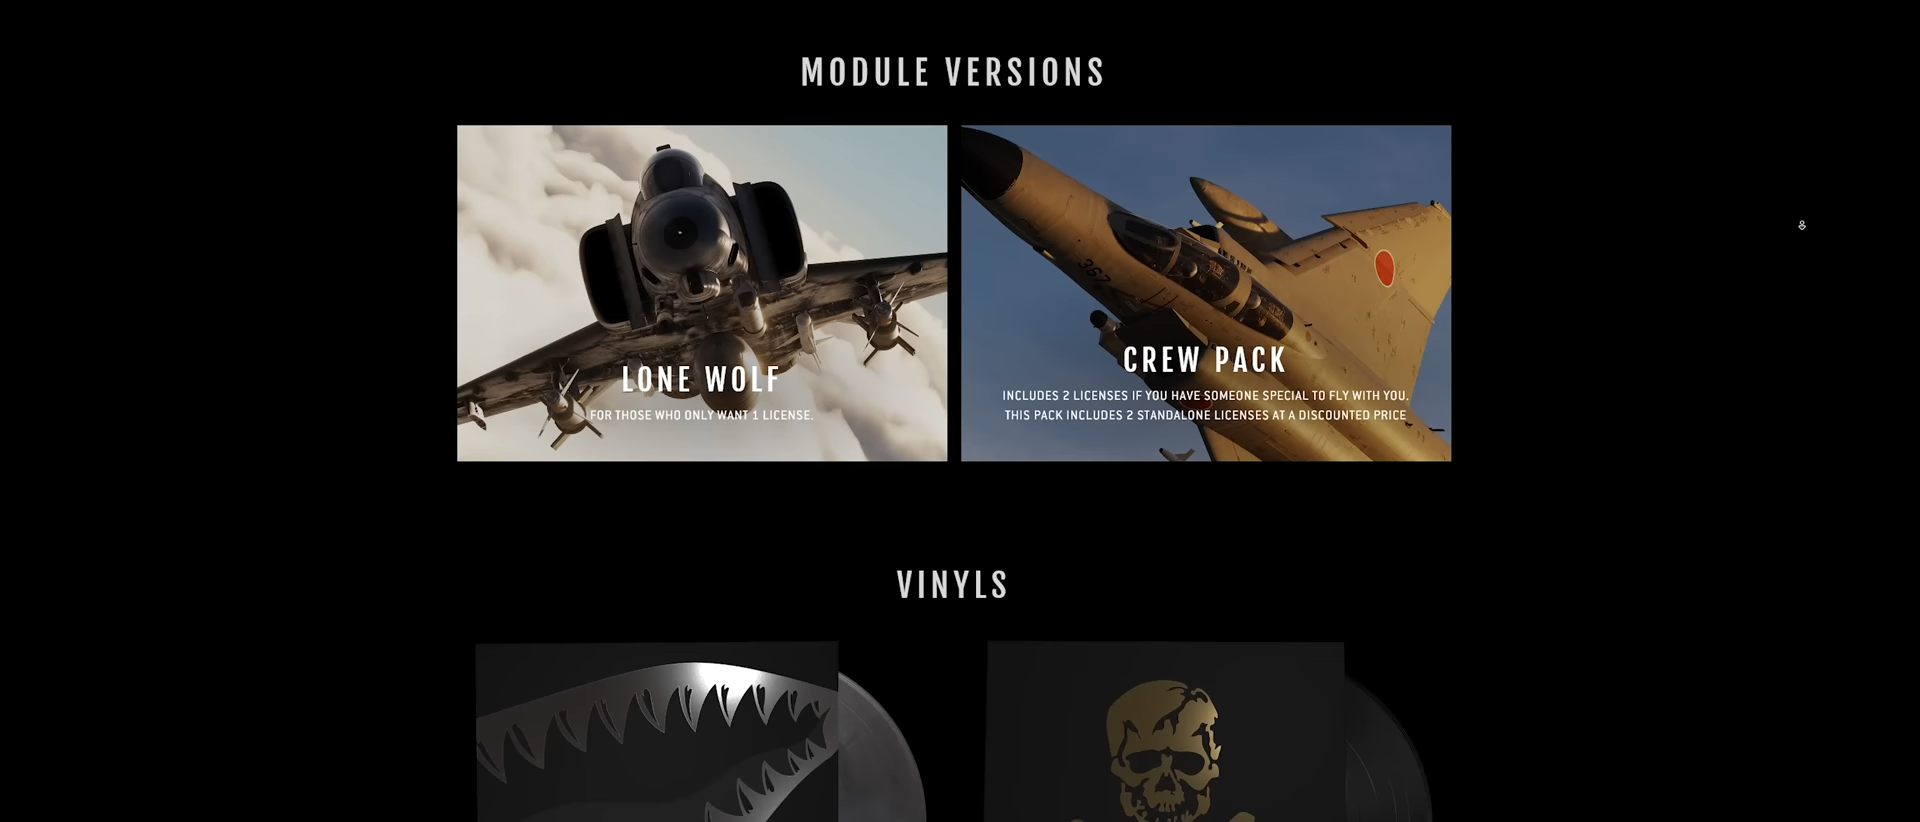 MODULE VERSIONS
LONE WOLF
FOR THOSE WHO ONLY WANT 1 LICENSE.
367
CREW PACK
INCLUDES 2 LICENSES IF YOU HAVE SOMEONE SPECIAL TO FLY WITH YOU.
THIS PACK INCLUDES 2 STANDALONE LICENSES AT A DISCOUNTED PRICE
VINYLS